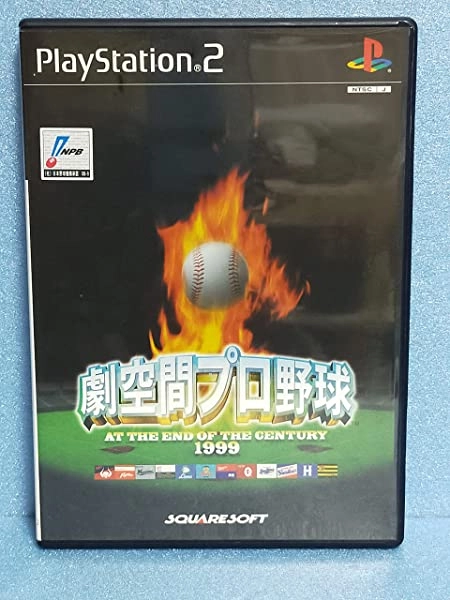 PlayStation®2
NTSC J
NPB
劇空間プロ野球
TM
AT THE END OF THE CENTURY
1999
H
SQUARESOFT